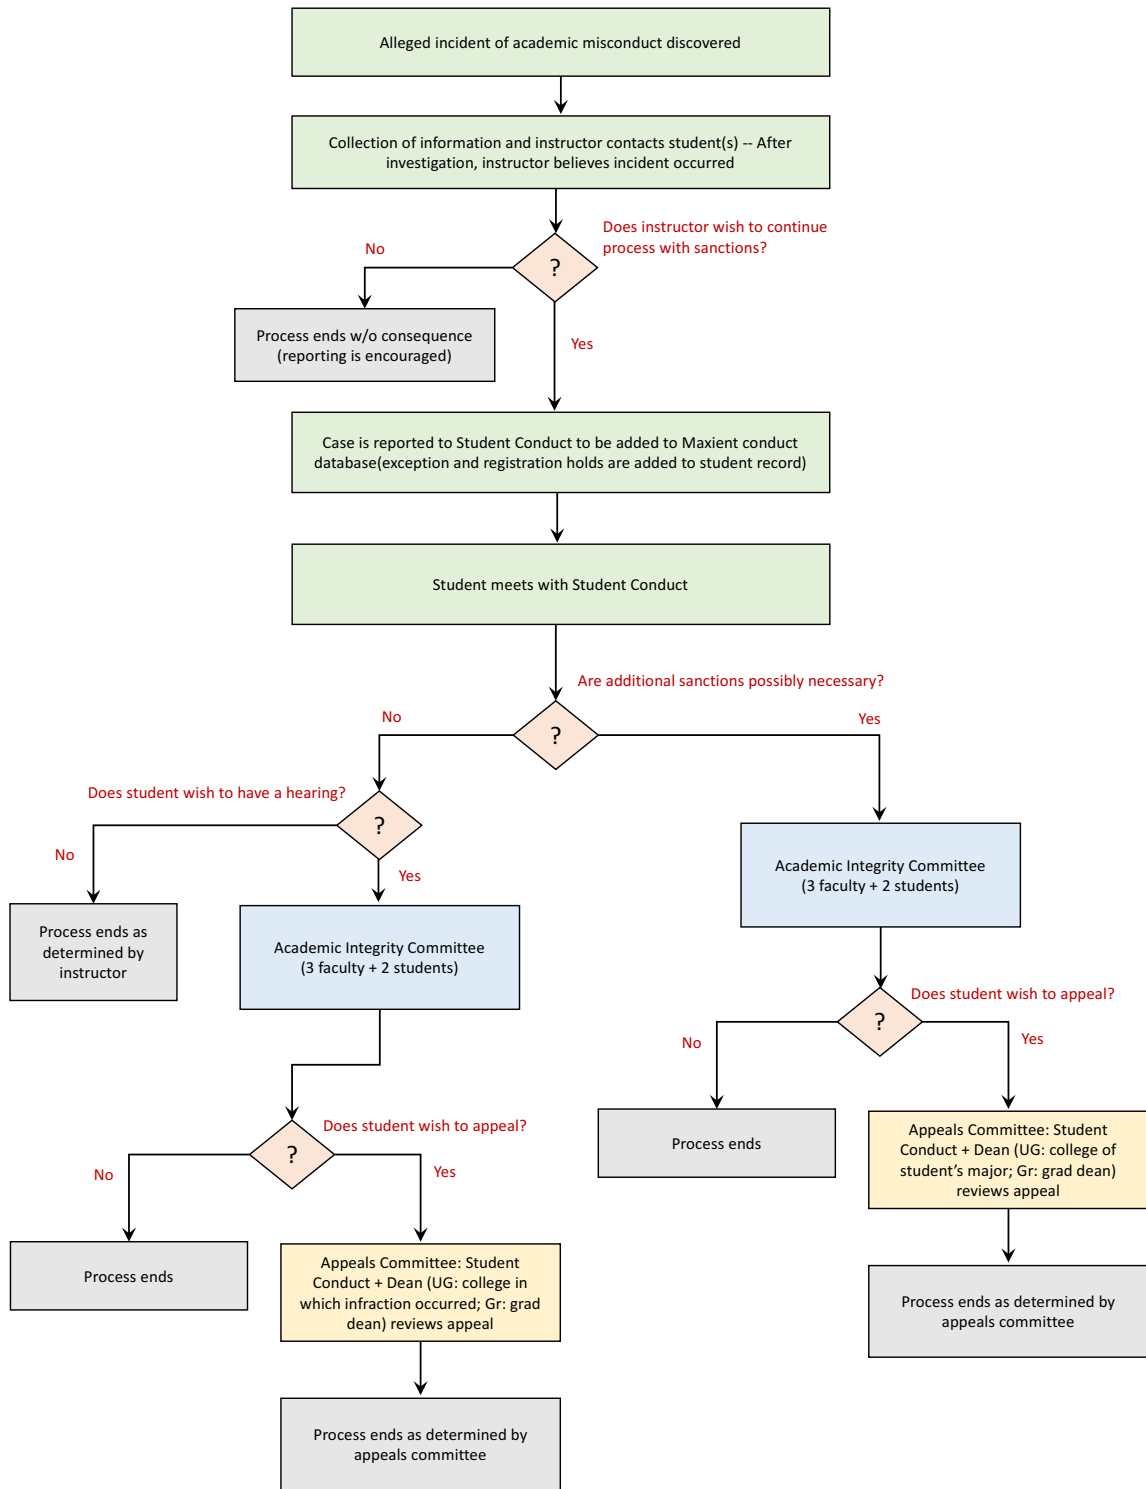 Alleged incident of academic misconduct discovered
Collection of information and instructor contacts student(s) -- After
investigation, instructor believes incident occurred
Does instructor wish to continue
process with sanctions?
No
?
Process ends w/o consequence
(reporting is encouraged)
Yes
Case is reported to Student Conduct to be added to Maxient conduct
database(exception and registration holds are added to student record)
Student meets with Student Conduct
Are additional sanctions possibly necessary?
No
Yes
?
Does student wish to have a hearing?
?
No
Yes
Process ends as
determined by
instructor
Academic Integrity Committee
(3 faculty + 2 students)
Academic Integrity Committee
(3 faculty + 2 students)
Does student wish to appeal?
?
No
Yes
Process ends
Appeals Committee: Student
Conduct + Dean (UG: college of
student’s major; Gr: grad dean)
reviews appeal
Process ends as determined by
appeals committee
Does student wish to appeal?
?
No
Yes
Process ends
Appeals Committee: Student
Conduct + Dean (UG: college in
which infraction occurred; Gr: grad
dean) reviews appeal
Process ends as determined by
appeals committee